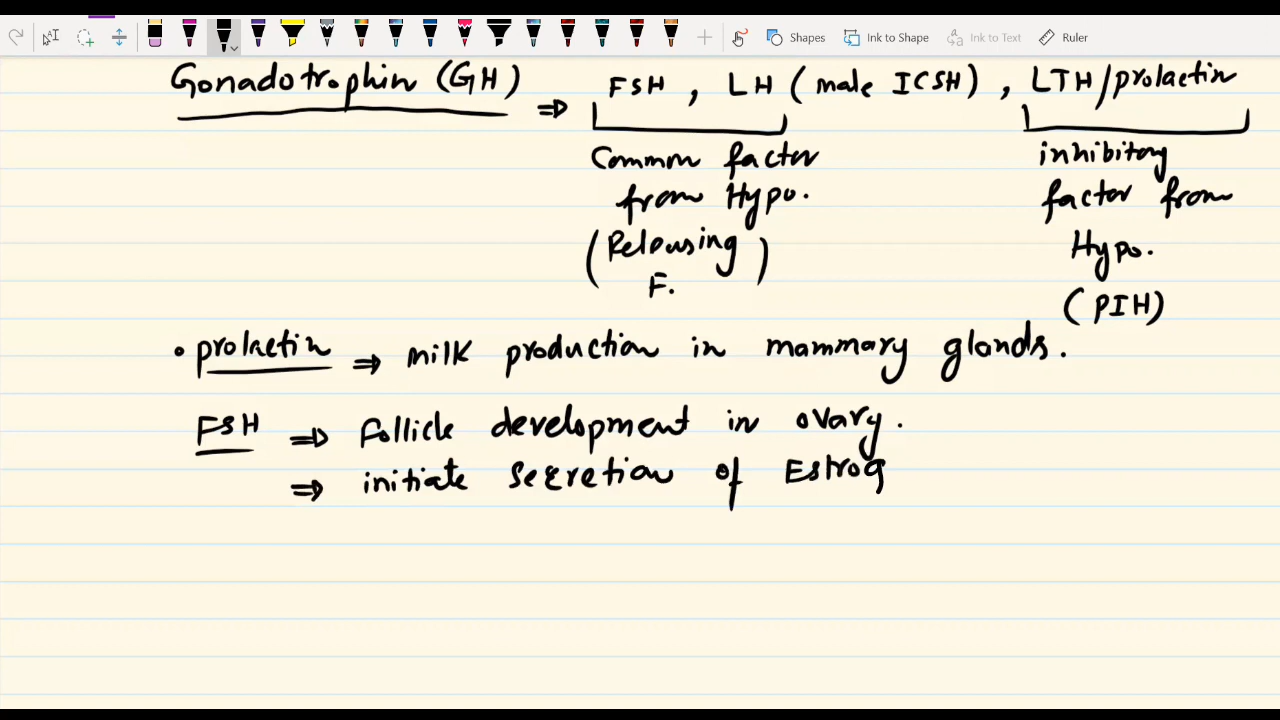 Shapes Ink to Shape Ink to Text Ruler
Gonadotrophin (GH) ⇒ FSH , LH ( male ICSH ) , LTH/prolactin
Common factor
from Hypo.
(Releasing F.)
inhibitory
factor from
Hypo.
(PIH)
• prolactin ⇒ milk production in mammary glands.
FSH ⇒ follicle development in ovary.
⇒ initiate secretion of Estrog